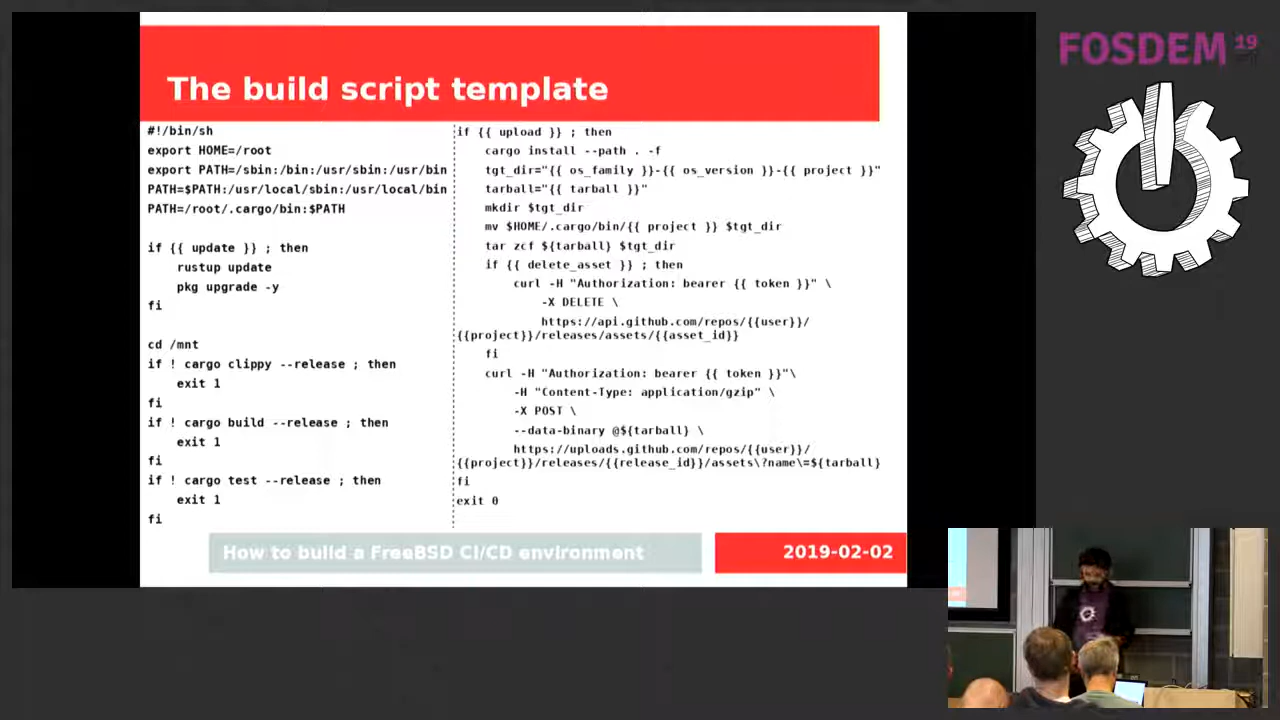 The build script template
#!/bin/sh
export HOME=/root
export PATH=/sbin:/bin:/usr/sbin:/usr/bin
PATH=$PATH:/usr/local/sbin:/usr/local/bin
PATH=/root/.cargo/bin:$PATH
if {{ update }} ; then
rustup update
pkg upgrade -y
fi
cd /mnt
if ! cargo clippy --release ; then
exit 1
fi
if ! cargo build --release ; then
exit 1
fi
if ! cargo test --release ; then
exit 1
fi
if {{ upload }} ; then
cargo install --path . -f
tgt_dir="{{ os_family }}-{{ os_version }}-{{ project }}"
tarball="{{ tarball }}"
mkdir $tgt_dir
mv $HOME/.cargo/bin/{{ project }} $tgt_dir
tar zcf ${tarball} $tgt_dir
if {{ delete_asset }} ; then
curl -H "Authorization: bearer {{ token }}" \
-X DELETE \
https://api.github.com/repos/{{user}}/
{{project}}/releases/assets/{{asset_id}}
fi
curl -H "Authorization: bearer {{ token }}"\
-H "Content-Type: application/gzip" \
-X POST \
--data-binary @${tarball} \
https://uploads.github.com/repos/{{user}}/
{{project}}/releases/{{release_id}}/assets\?name\=${tarball}
fi
exit 0
How to build a FreeBSD CI/CD environment
2019-02-02
FOSDEM 19